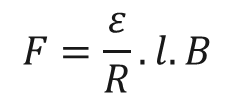 F = ε/R . l. B